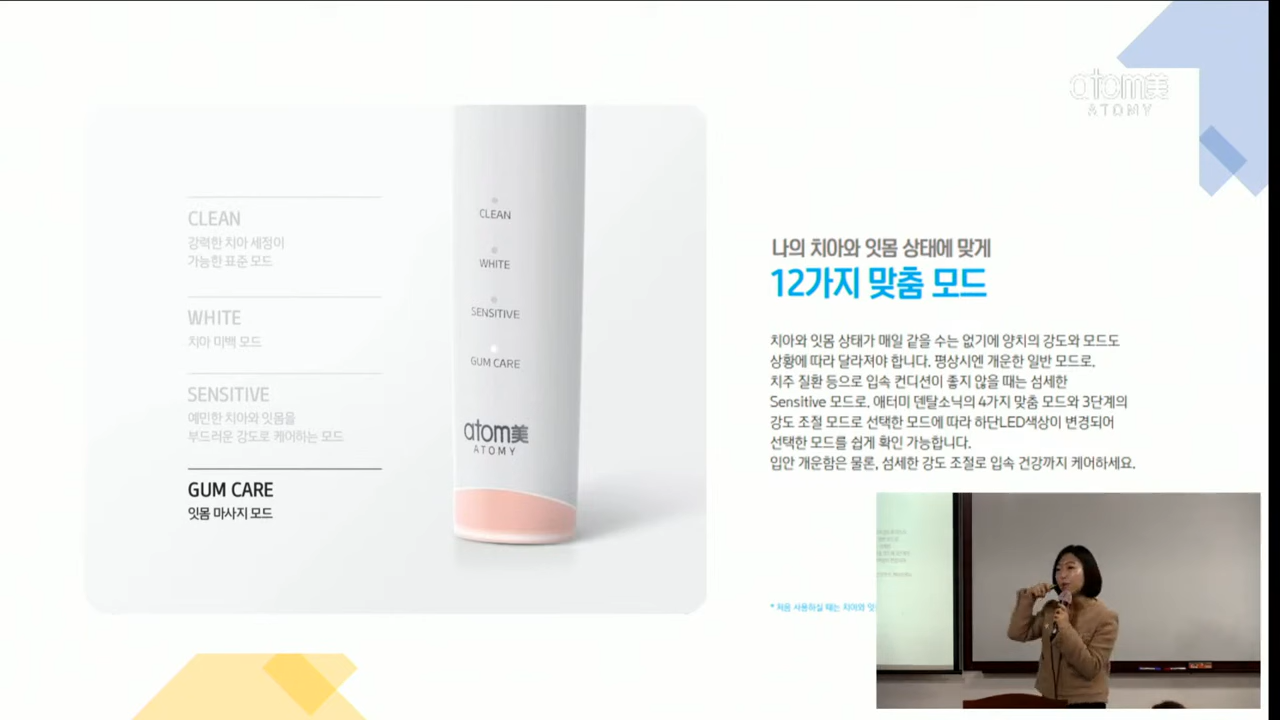 atom美
ATOMY
CLEAN
강력한 치아 세정이
가능한 표준 모드
WHITE
치아 미백 모드
SENSITIVE
예민한 치아와 잇몸을
부드러운 강도로 케어하는 모드
GUM CARE
잇몸 마사지 모드
CLEAN
WHITE
SENSITIVE
GUM CARE
atom美
ATOMY
나의 치아와 잇몸 상태에 맞게
12가지 맞춤 모드
치아와 잇몸 상태가 매일 같을 수는 없기에 양치의 강도와 모드도
상황에 따라 달라져야 합니다. 평상시엔 개운한 일반 모드로,
치주 질환 등으로 입속 컨디션이 좋지 않을 때는 섬세한
Sensitive 모드로, 애터미 덴탈소닉의 4가지 맞춤 모드와 3단계의
강도 조절 모드로 선택한 모드에 따라 하단LED색상이 변경되어
선택한 모드를 쉽게 확인 가능합니다.
입안 개운함은 물론, 섬세한 강도 조절로 입속 건강까지 케어하세요.
* 처음 사용하실 때는 치아와